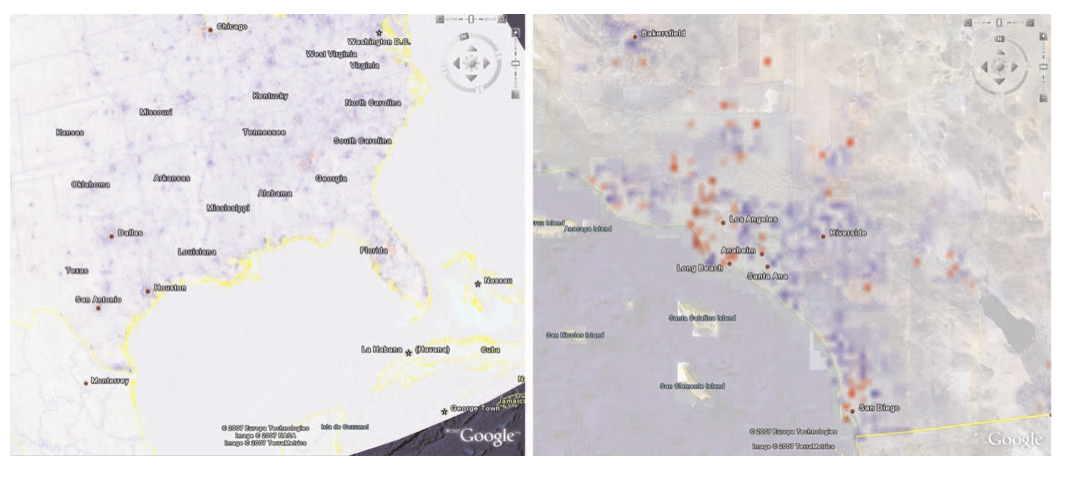 Chicago
Washington D.C.
West Virginia
Virginia
Kentucky
North Carolina
Missouri
Kansas
Tennessee
South Carolina
Oklahoma
Arkansas
Georgia
Alabama
Mississippi
Dallas
Louisiana
Florida
Texas
San Antonio
Houston
Nassau
La Habana
(Havana)
Cuba
Monterrey
George Town
Jamaica
Isla de Cozumel
© 2007 Europa Technologies
Image © 2007 NASA
Image © 2007 TerraMetrics
Google
N
Bakersfield
Los Angeles
Anacapa Island
Riverside
Anaheim
Long Beach
Santa Ana
Santa Catalina Island
San Nicolas Island
San Clemente Island
San Diego
© 2007 Europa Technologies
Image © 2007 TerraMetrics
Google